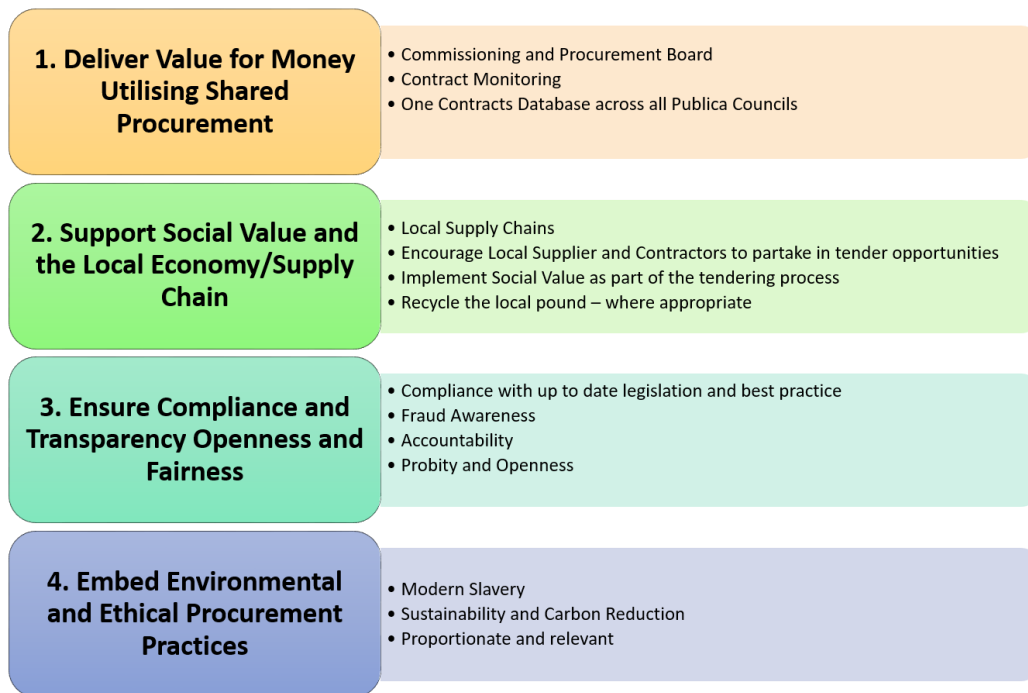 1. Deliver Value for Money
Utilising Shared
Procurement
• Commissioning and Procurement Board
• Contract Monitoring
• One Contracts Database across all Publica Councils
2. Support Social Value and
the Local Economy/Supply
Chain
• Local Supply Chains
• Encourage Local Supplier and Contractors to partake in tender opportunities
• Implement Social Value as part of the tendering process
• Recycle the local pound – where appropriate
3. Ensure Compliance and
Transparency Openness and
Fairness
• Compliance with up to date legislation and best practice
• Fraud Awareness
• Accountability
• Probity and Openness
4. Embed Environmental
and Ethical Procurement
Practices
• Modern Slavery
• Sustainability and Carbon Reduction
• Proportionate and relevant